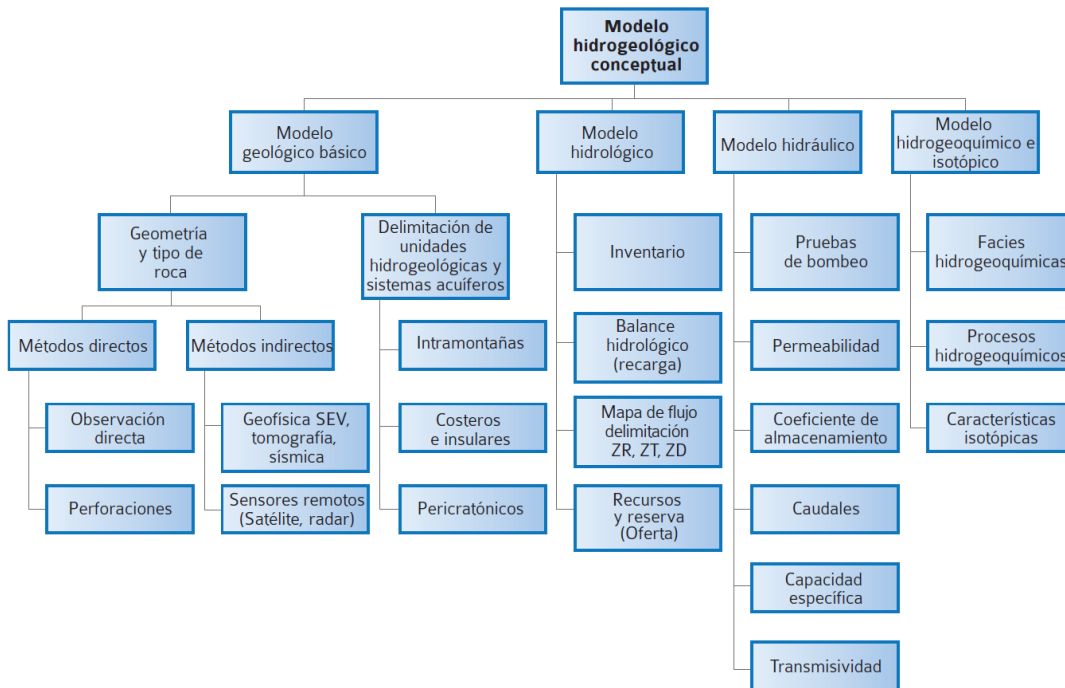 Modelo
hidrogeológico
conceptual
Modelo
geológico básico
Modelo
hidrológico
Modelo hidráulico
Modelo
hidrogeoquímico e
isotópico
Geometría
y tipo de
roca
Delimitación de
unidades
hidrogeológicas y
sistemas acuíferos
Métodos directos
Métodos indirectos
Observación
directa
Perforaciones
Geofísica SEV,
tomografía,
sísmica
Sensores remotos
(Satélite, radar)
Intramontañas
Costeros
e insulares
Pericratónicos
Inventario
Balance
hidrológico
(recarga)
Mapa de flujo
delimitación
ZR, ZT, ZD
Recursos
y reserva
(Oferta)
Pruebas
de bombeo
Permeabilidad
Coeficiente de
almacenamiento
Caudales
Capacidad
específica
Transmisividad
Facies
hidrogeoquímicas
Procesos
hidrogeoquímicos
Características
isotópicas